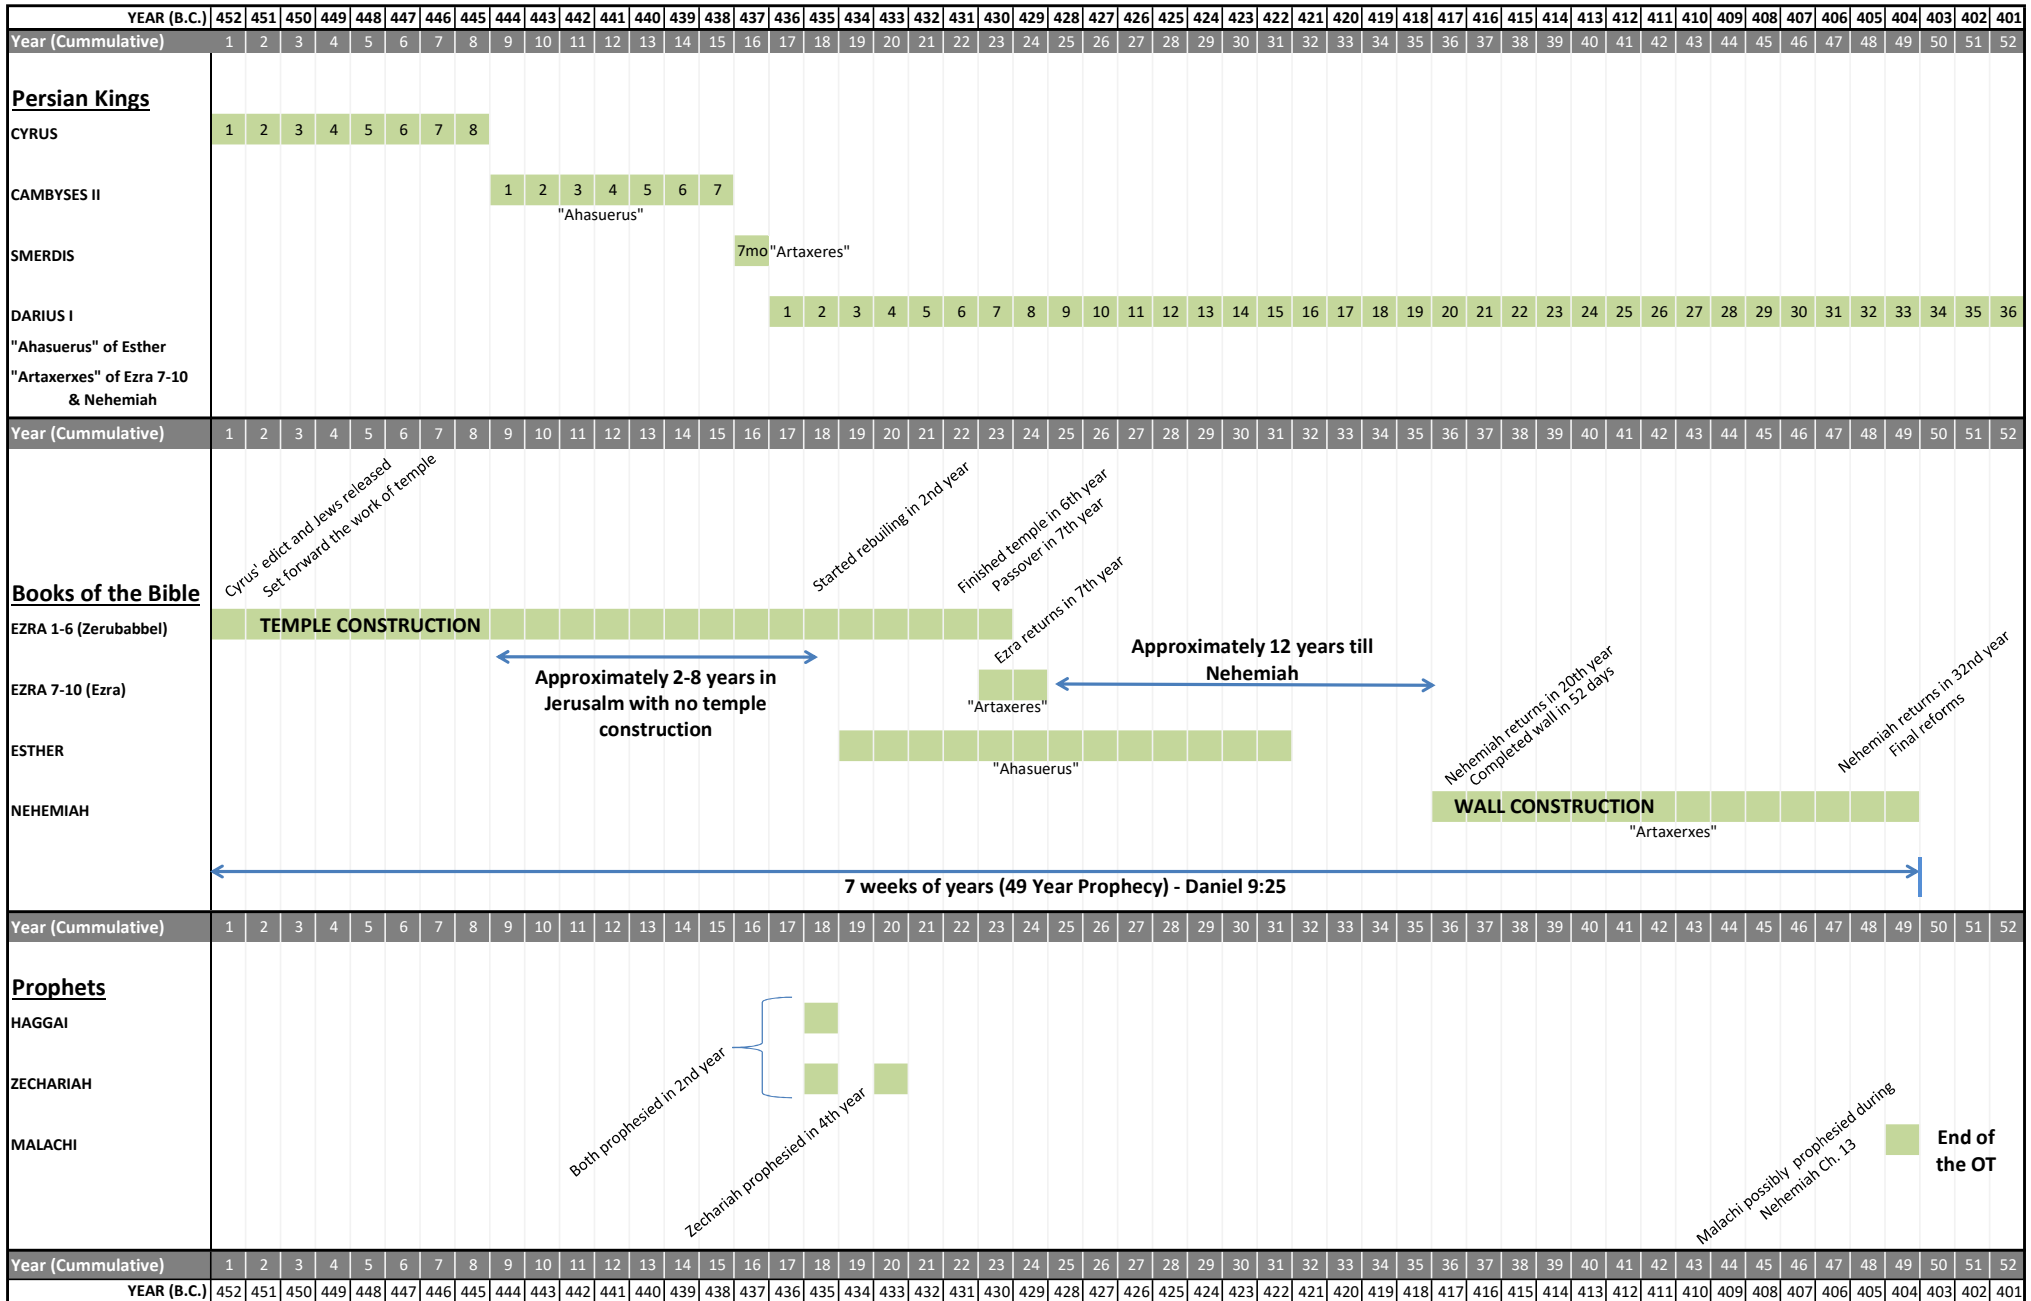 YEAR (B.C.) 452 451 450 449 448 447 446 445 444 443 442 441 440 439 438 437 436 435 434 433 432 431 430 429 428 427 426 425 424 423 422 421 420 419 418 417 416 415 414 413 412 411 410 409 408 407 406 405 404 403 402 401
Year (Cummulative) 1 2 3 4 5 6 7 8 9 10 11 12 13 14 15 16 17 18 19 20 21 22 23 24 25 26 27 28 24 30 31 32 33 34 35 36 37 38 39 40 41 42 43 44 45 46 47 48 49 50 51 52
Persian Kings
CYRUS 1 2 3 4 5 6 7 8
CAMBYSES II 1 2 3 4 5 6 7
"Ahasuerus"
SMERDIS 7mo "Artaxeres"
DARIUS I 1 2 3 4 5 6 7 8 9 10 11 12 13 14 15 16 17 18 19 20 21 22 23 24 25 26 27 28 29 30 31 32 33 34 35 36
"Ahasuerus" of Esther
"Artaxerxes" of Ezra 7-10
& Nehemiah
Year (Cummulative) 1 2 3 4 5 6 7 8 9 10 11 12 13 14 15 16 17 18 19 20 21 22 23 24 25 26 27 28 24 30 31 32 33 34 35 36 37 38 39 40 41 42 43 44 45 46 47 48 49 50 51 52
Cyrus' edict and Jews released
Set forward the work of temple
Started rebuiling in 2nd year
Finished temple in 6th year
Passover in 7th year
Books of the Bible
EZRA 1-6 (Zerubabbel) TEMPLE CONSTRUCTION
Ezra returns in 7th year
Approximately 12 years till
Nehemiah
EZRA 7-10 (Ezra)
Approximately 2-8 years in
Jerusalm with no temple
construction
"Artaxeres"
Nehemiah returns in 20th year
Completed wall in 52 days
Nehemiah returns in 32nd year
Final reforms
ESTHER
"Ahasuerus"
NEHEMIAH WALL CONSTRUCTION
"Artaxerxes"
7 weeks of years (49 Year Prophecy) - Daniel 9:25
Year (Cummulative) 1 2 3 4 5 6 7 8 9 10 11 12 13 14 15 16 17 18 19 20 21 22 23 24 25 26 27 28 24 30 31 32 33 34 35 36 37 38 39 40 41 42 43 44 45 46 47 48 49 50 51 52
Prophets
HAGGAI
Both prophesied in 2nd year
ZECHARIAH
Zechariah prophesied in 4th year
MALACHI
Malachi possibly prophesied during
Nehemiah Ch. 13
End of
the OT
Year (Cummulative) 1 2 3 4 5 6 7 8 9 10 11 12 13 14 15 16 17 18 19 20 21 22 23 24 25 26 27 28 24 30 31 32 33 34 35 36 37 38 39 40 41 42 43 44 45 46 47 48 49 50 51 52
YEAR (B.C.) 452 451 450 449 448 447 446 445 444 443 442 441 440 439 438 437 436 435 434 433 432 431 430 429 428 427 426 425 424 423 422 421 420 419 418 417 416 415 414 413 412 411 410 409 408 407 406 405 404 403 402 401